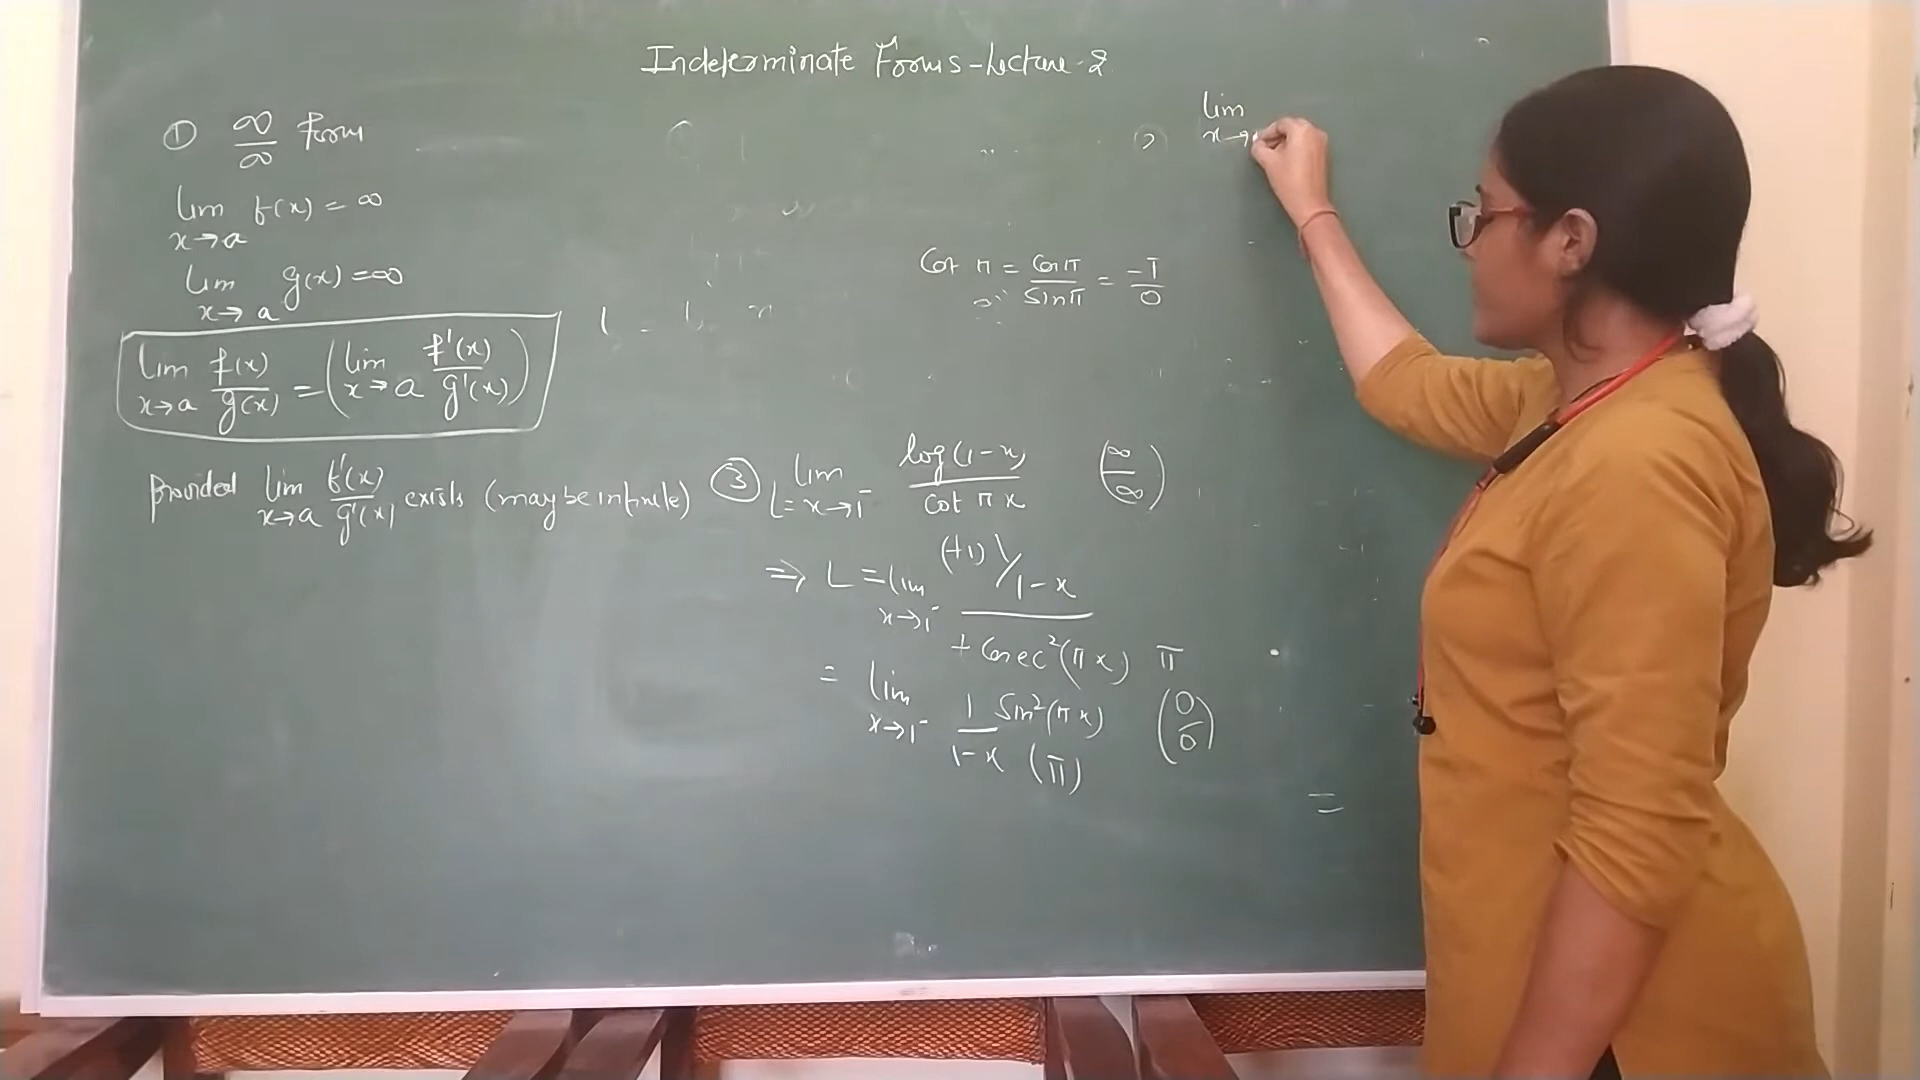 Indeterminate Forms-Lecture-2
① ∞/∞ form
lim x→a f(x) = ∞
lim x→a g(x) = ∞
lim x→a f(x)/g(x) = (lim x→a f'(x)/g'(x))
Provided lim x→a f'(x)/g'(x) exists (may be infinite)
Cot π = Cos π / Sin π = -1/0
③ L = lim x→1⁻ log(1-x) / cot πx (∞/∞)
⇒ L = lim x→1⁻ (+1) 1/1-x / + Cosec²(πx) π
= lim x→1⁻ 1/1-x Sin²(πx) / (π) (0/0)
=
lim x→